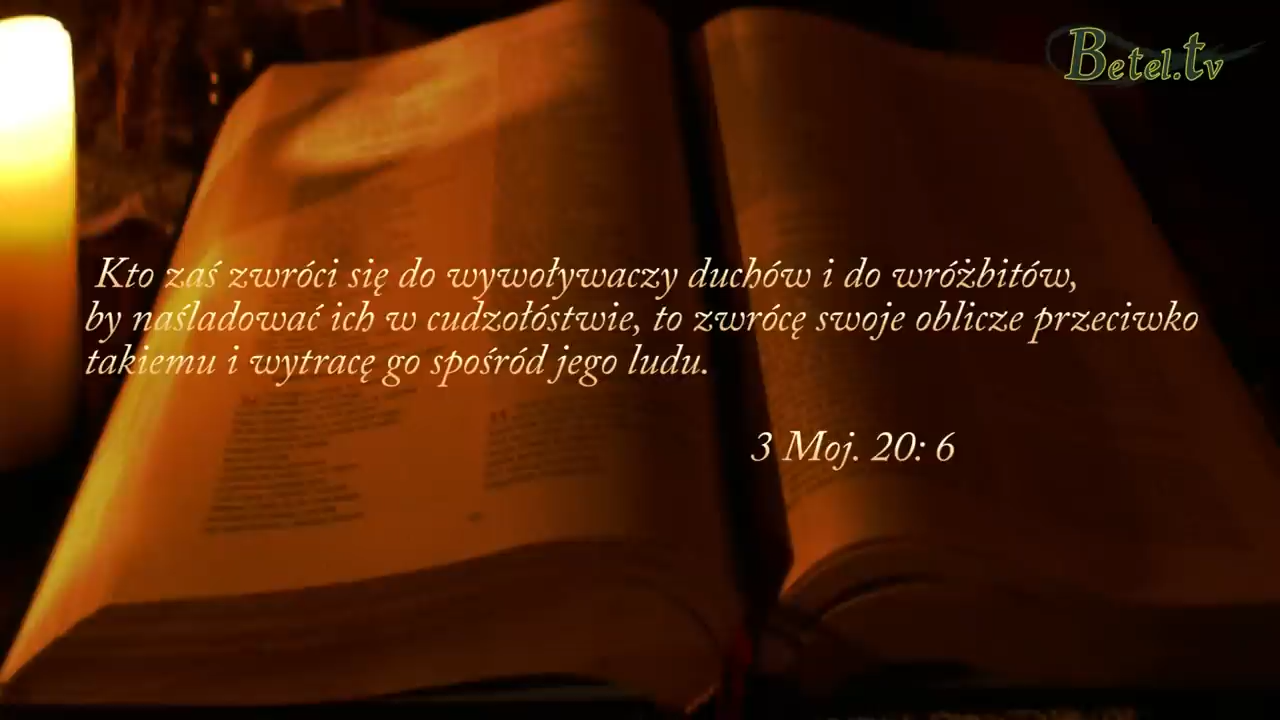 Betel.tv
Kto zaś zwróci się do wywoływaczy duchów i do wróżbitów,
by naśladować ich w cudzołóstwie, to zwrócę swoje oblicze przeciwko
takiemu i wytracę go spośród jego ludu.
3 Moj. 20: 6